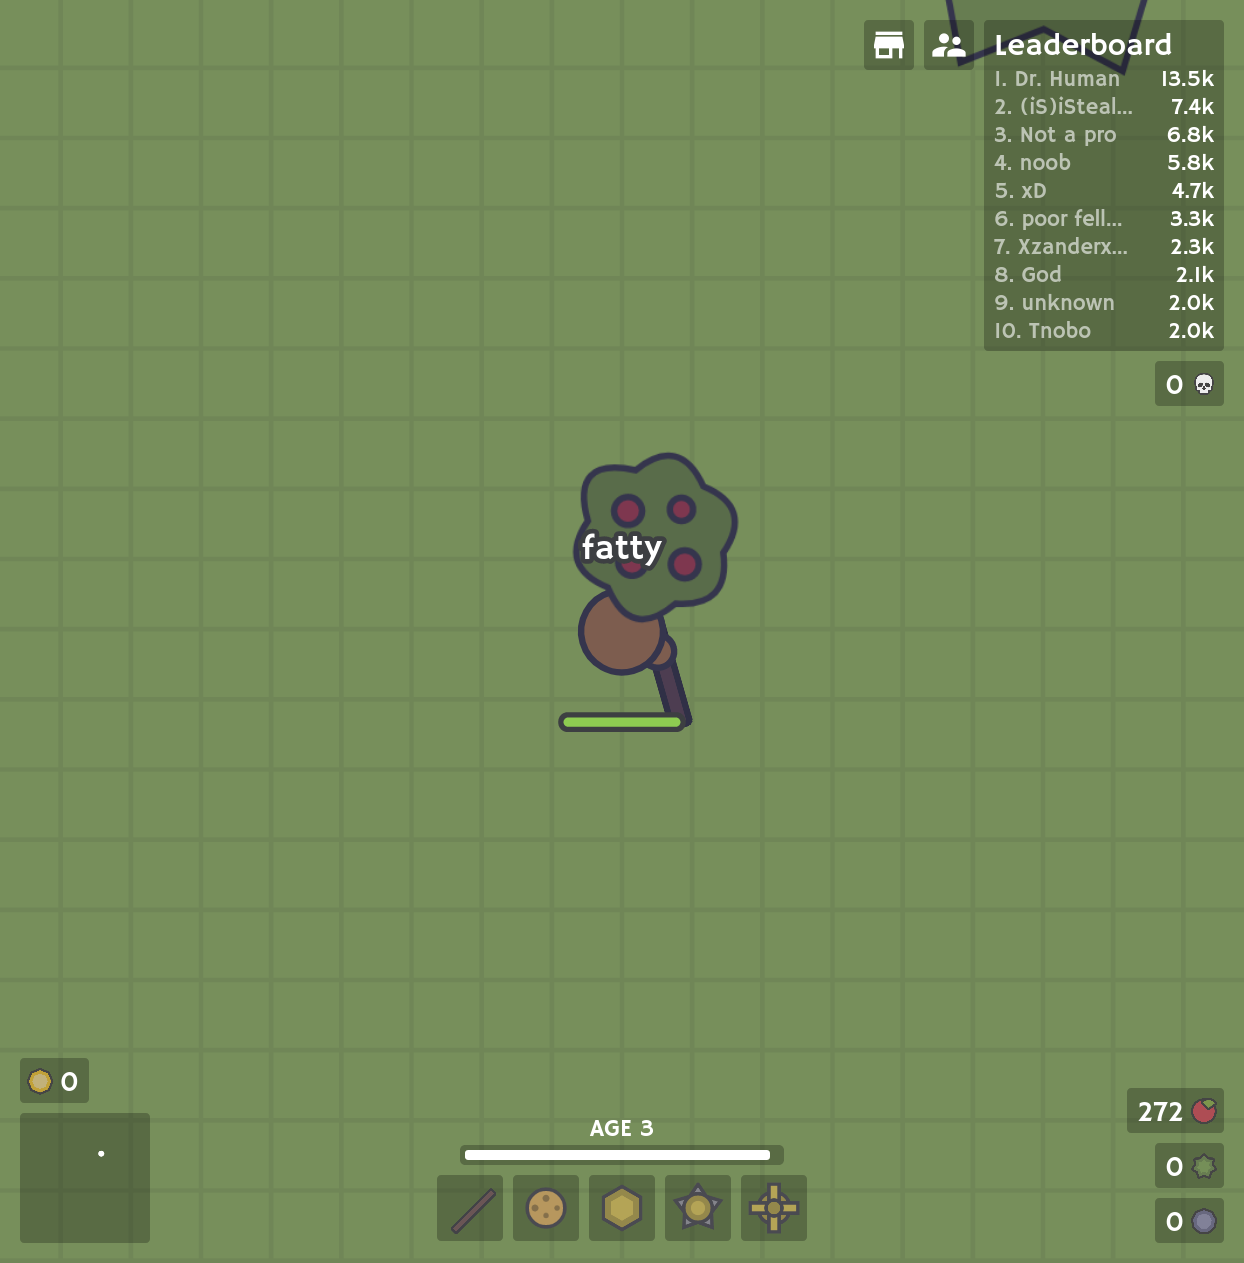 Leaderboard
1. Dr. Human 13.5k
2. (iS)iSteal... 7.4k
3. Not a pro 6.8k
4. noob 5.8k
5. xD 4.7k
6. poor fell... 3.3k
7. Xzanderx... 2.3k
8. God 2.1k
9. unknown 2.0k
10. Tnobo 2.0k
0
fatty
0
AGE 3
272
0
0